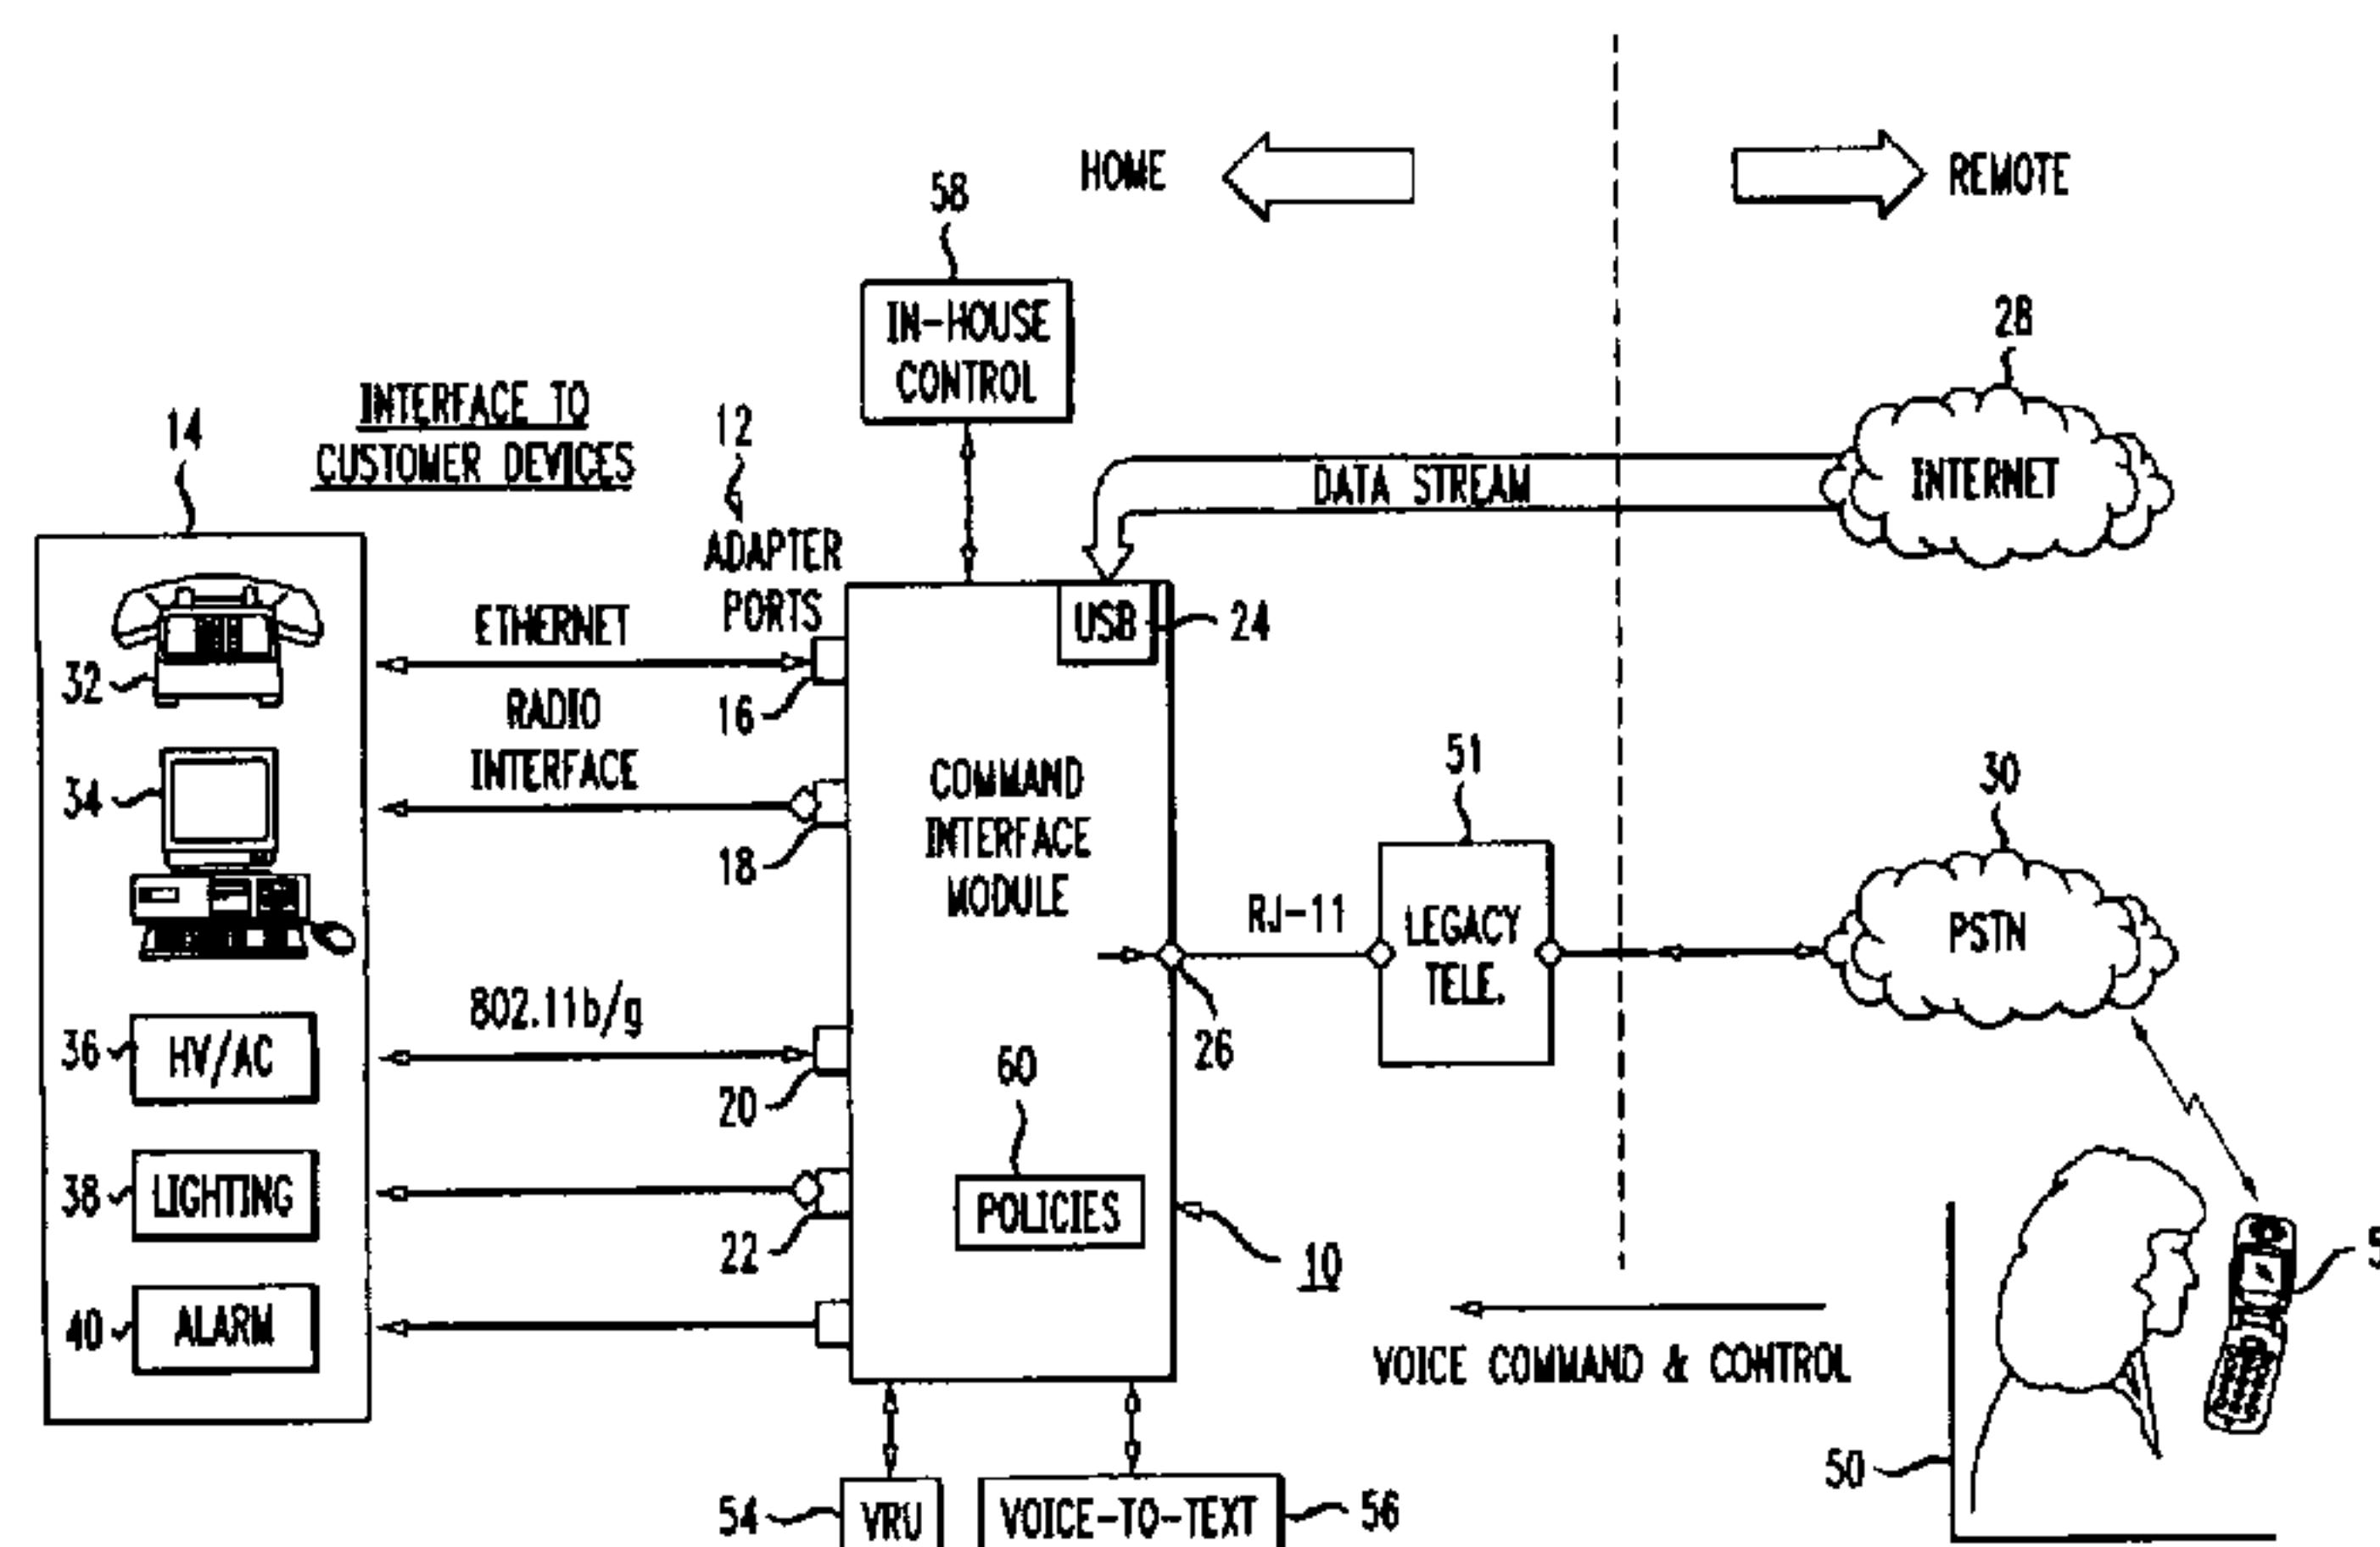 HOME
REMOTE
58
IN-HOUSE
CONTROL
28
INTERNET
DATA STREAM
INTERFACE TO
CUSTOMER DEVICES
14
12
ADAPTER
PORTS
USB
24
ETHERNET
32
16
RADIO
INTERFACE
34
18
COMMAND
INTERFACE
MODULE
51
30
PSTN
RJ-11
LEGACY
TELE.
26
802.11b/g
36
HV/AC
20
60
POLICIES
38
LIGHTING
22
10
40
ALARM
VOICE COMMAND & CONTROL
50
54
VRU
VOICE-TO-TEXT
56